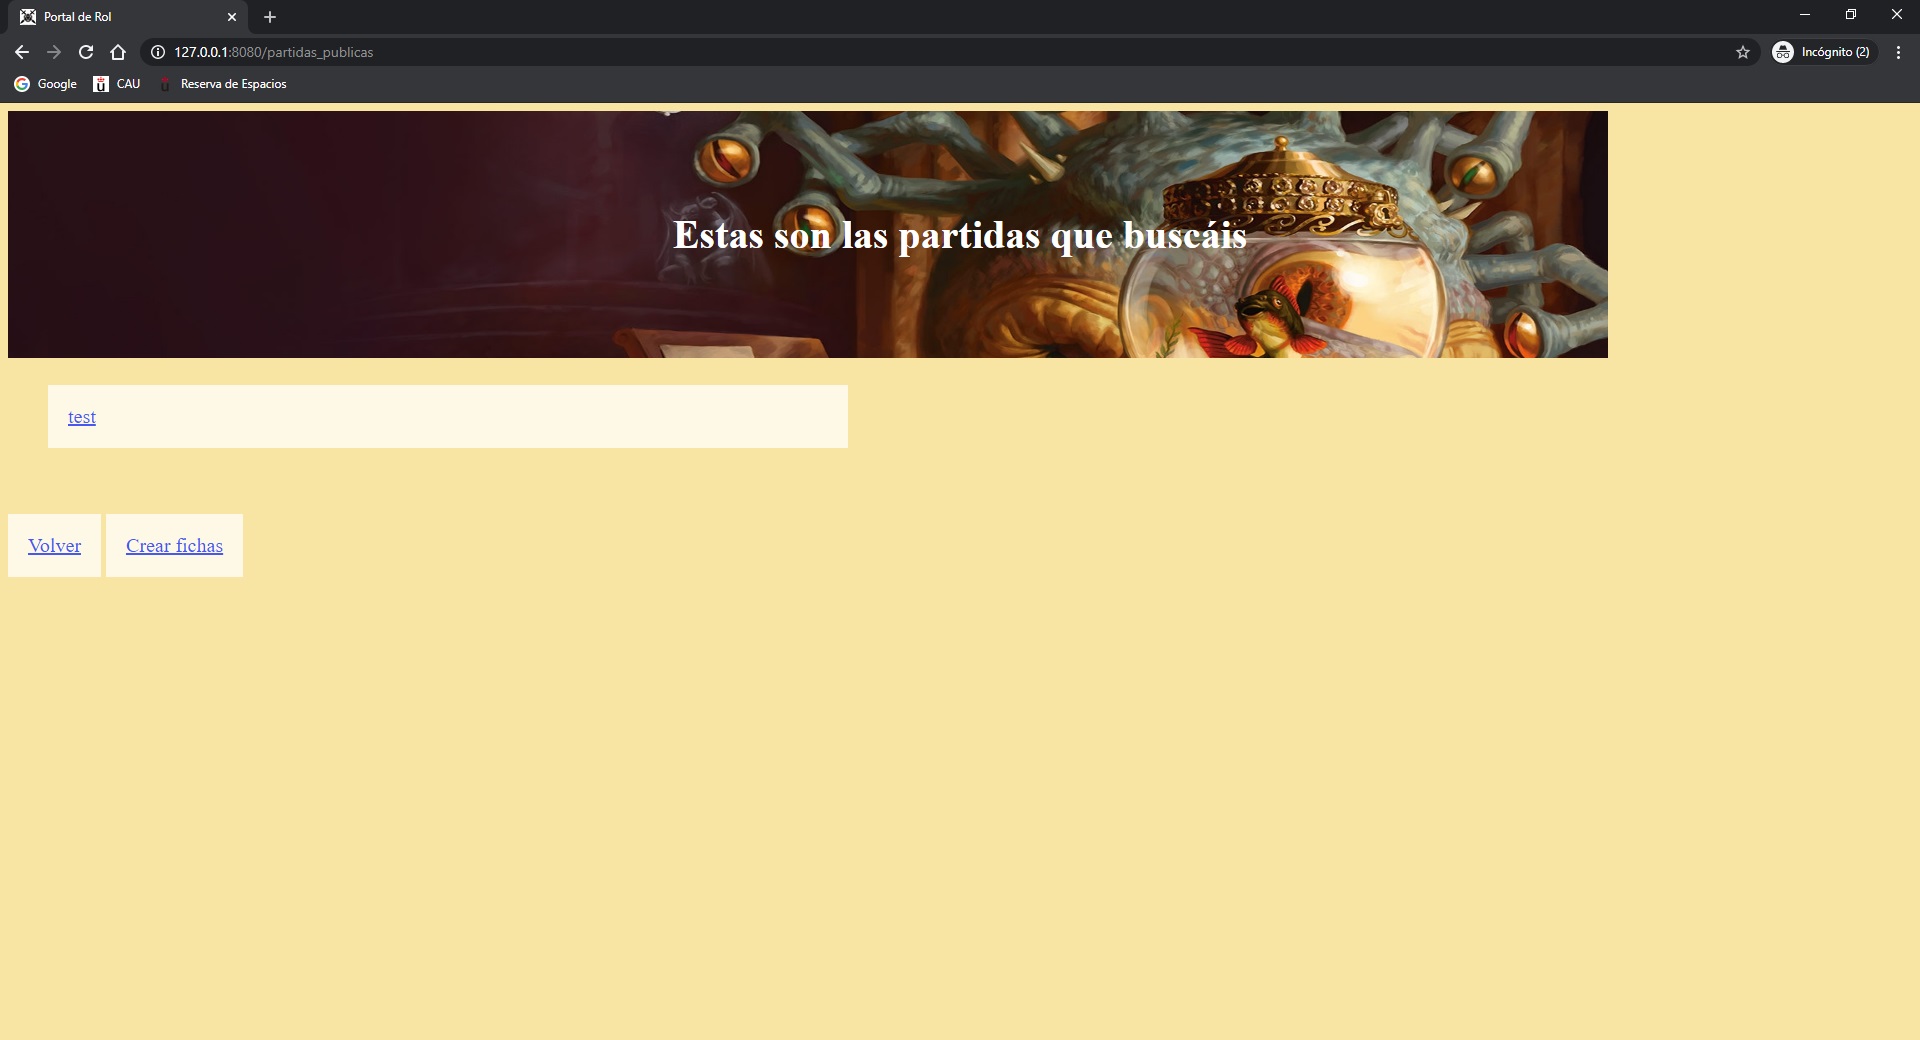 Portal de Rol
127.0.0.1:8080/partidas_publicas
Incógnito (2)
Google
CAU
Reserva de Espacios
Estas son las partidas que buscáis
test
Volver
Crear fichas